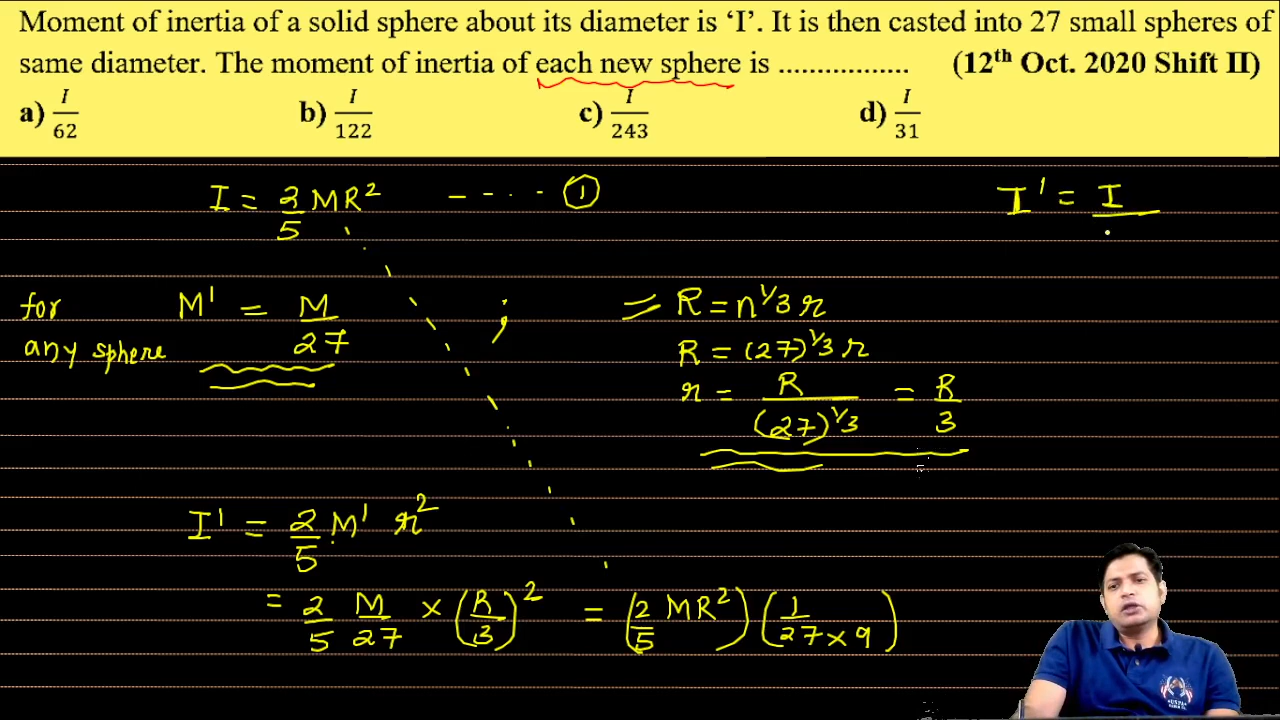 Moment of inertia of a solid sphere about its diameter is ‘I’. It is then casted into 27 small spheres of
same diameter. The moment of inertia of each new sphere is ................. (12th Oct. 2020 Shift II)
a) I/62 b) I/122 c) I/243 d) I/31
I = 2/5 MR² - - - - ①
I' = I
for any sphere M' = M/27 ;
⇒ R = n^1/3 r
R = (27)^1/3 r
r = R/(27)^1/3 = R/3
I' = 2/5 M' r²
= 2/5 M/27 × (R/3)² = (2/5 MR²) (1/27×9)